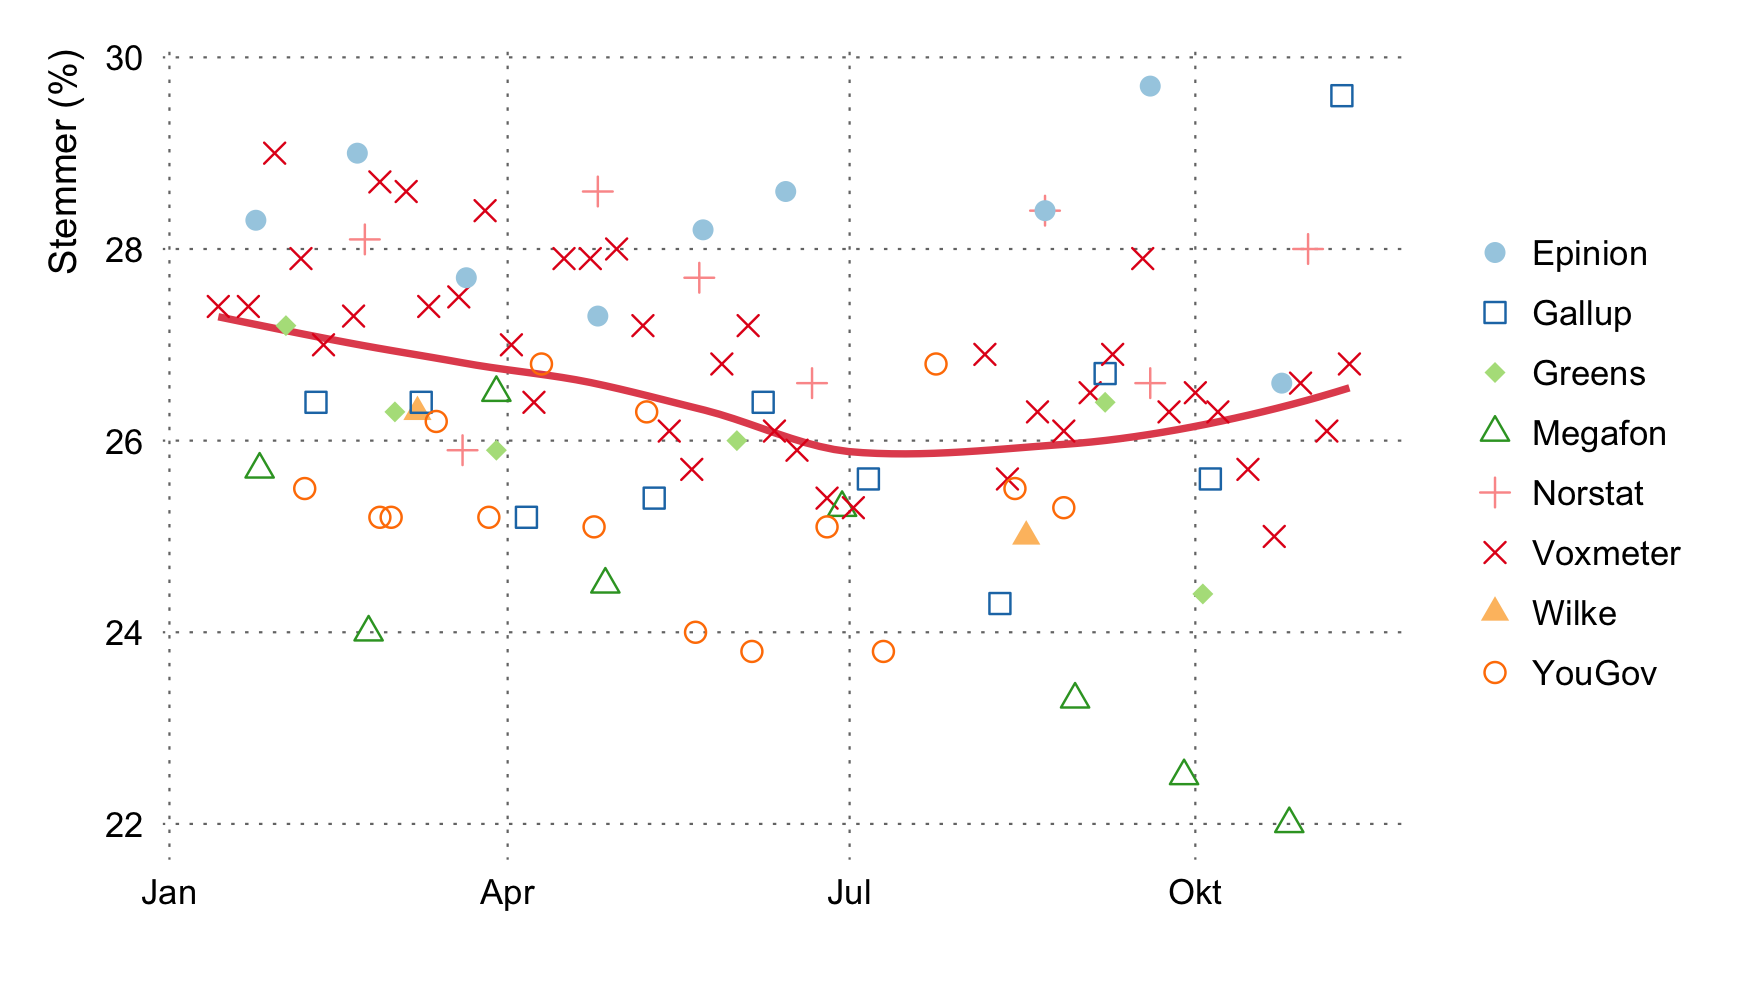 Stemmer (%)
30
28
26
24
22
Jan
Apr
Jul
Okt
Epinion
Gallup
Greens
Megafon
Norstat
Voxmeter
Wilke
YouGov